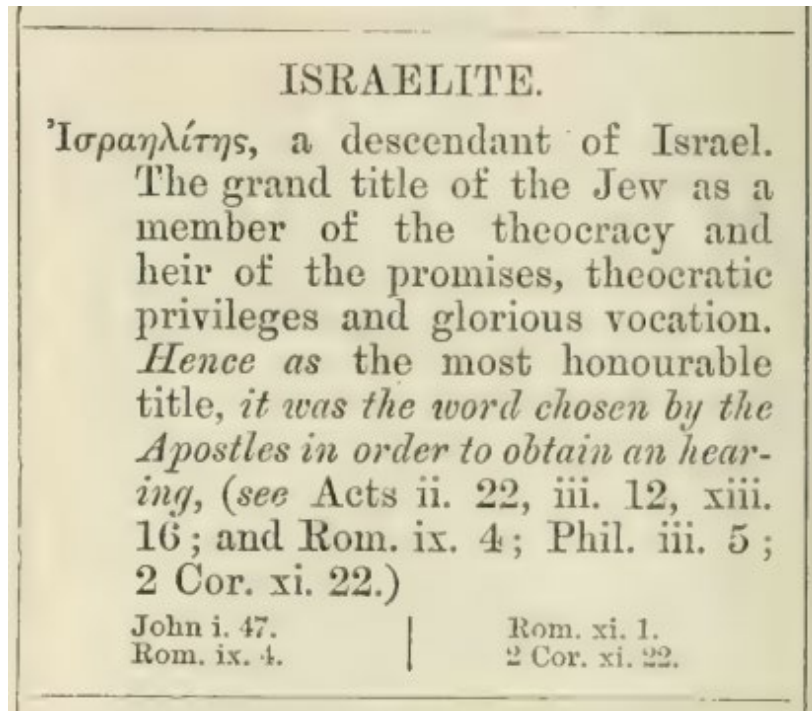 ISRAELITE.
Ἰσραηλίτης, a descendant of Israel.
The grand title of the Jew as a
member of the theocracy and
heir of the promises, theocratic
privileges and glorious vocation.
Hence as the most honourable
title, it was the word chosen by the
Apostles in order to obtain an hear-
ing, (see Acts ii. 22, iii. 12, xiii.
16; and Rom. ix. 4; Phil. iii. 5;
2 Cor. xi. 22.)
John i. 47.
Rom. ix. 4.
Rom. xi. 1.
2 Cor. xi. 22.